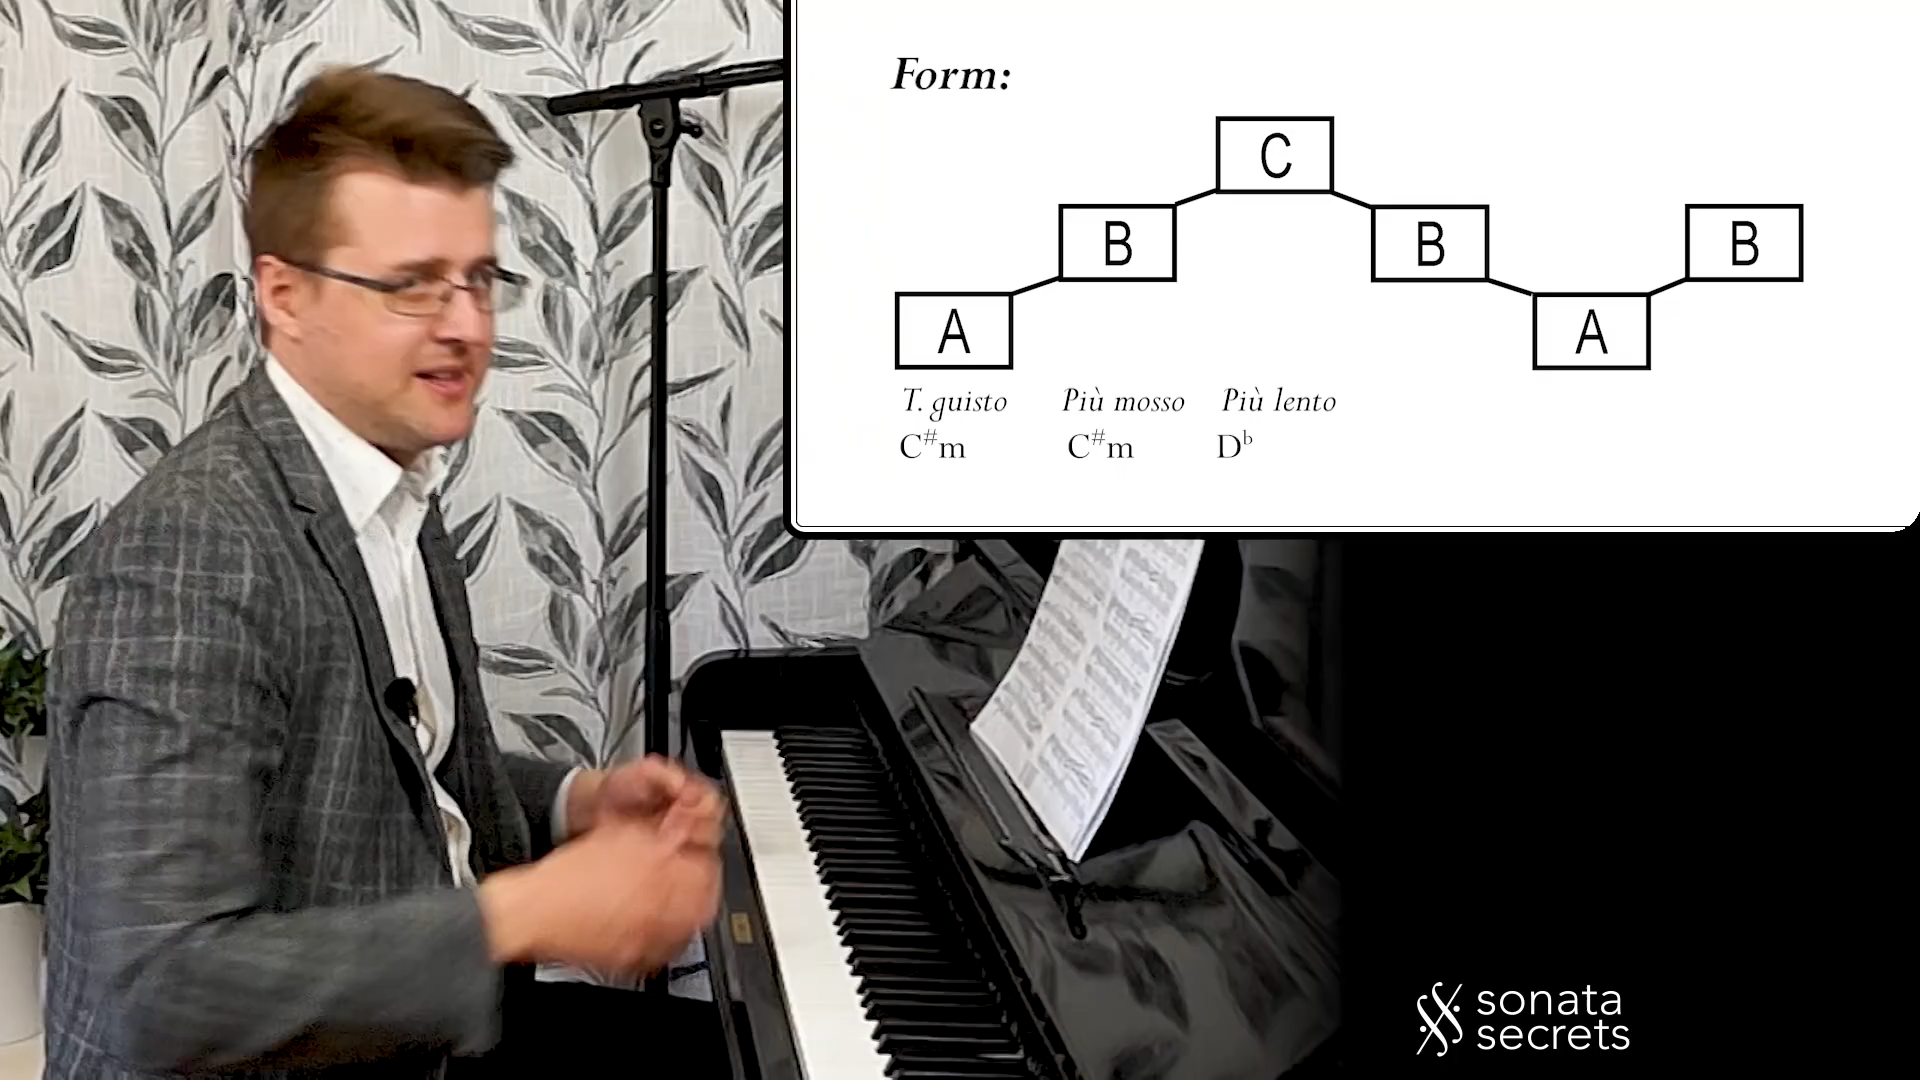 Form:
C
B B B
A A
T. guisto Più mosso Più lento
C#m C#m Db
sonata
secrets